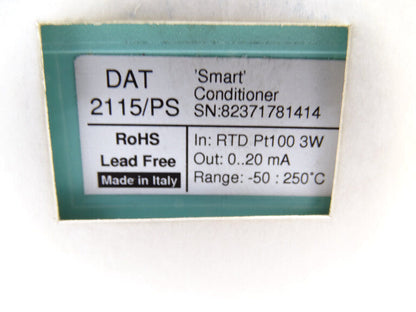 DAT
2115/PS
'Smart'
Conditioner
SN:82371781414
RoHS
Lead Free
Made in Italy
In: RTD Pt100 3W
Out: 0..20 mA
Range: -50 : 250°C